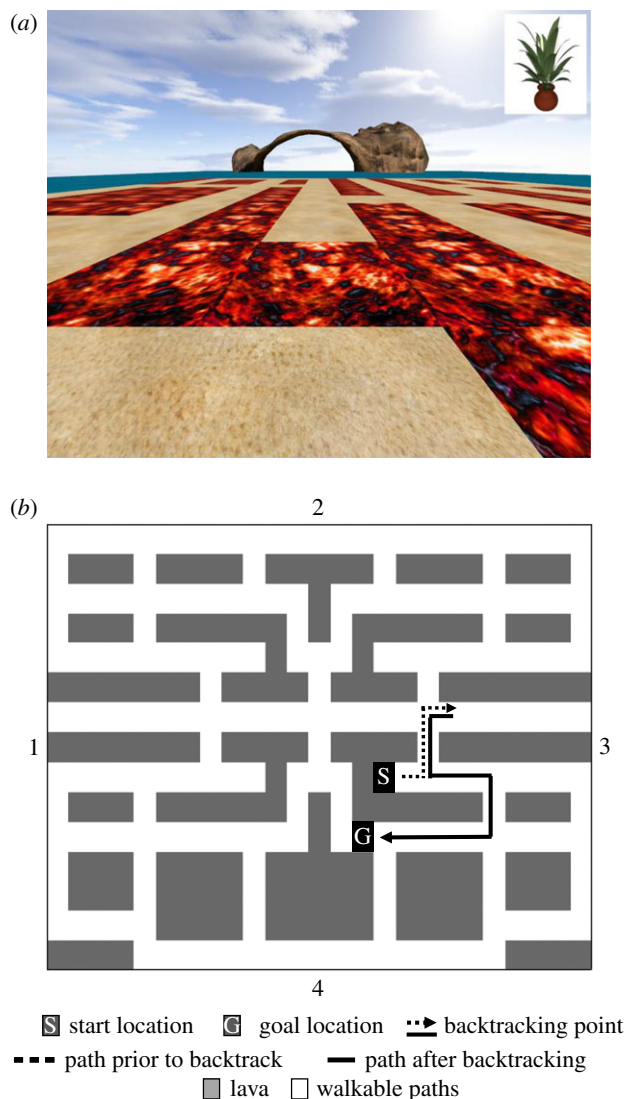 (a)
(b)
2
1
3
S
G
4
S start location G goal location backtracking point
path prior to backtrack path after backtracking
lava walkable paths